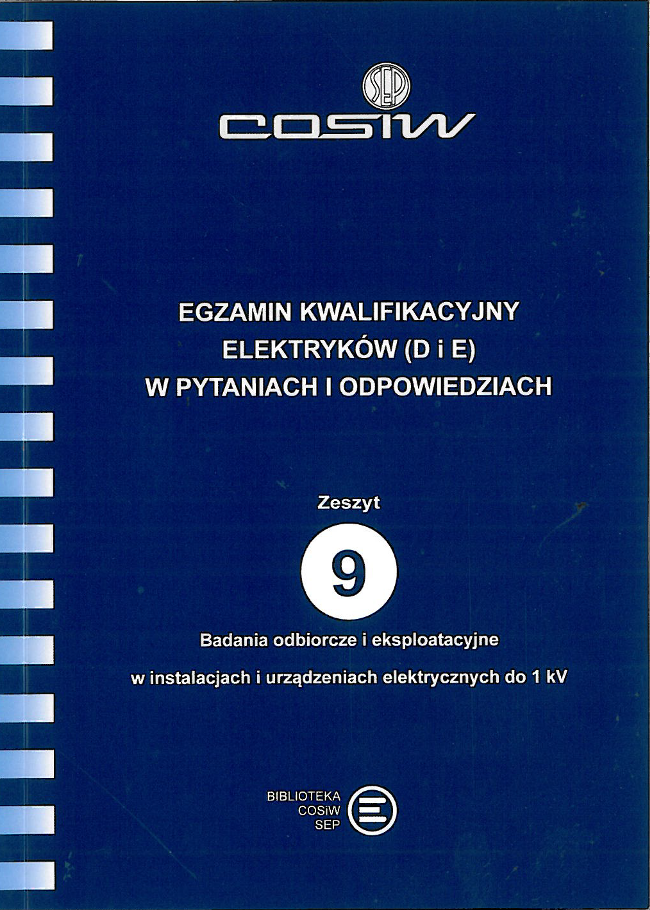 SEP
COSiW
EGZAMIN KWALIFIKACYJNY
ELEKTRYKÓW (D i E)
W PYTANIACH I ODPOWIEDZIACH
Zeszyt
9
Badania odbiorcze i eksploatacyjne
w instalacjach i urządzeniach elektrycznych do 1 kV
BIBLIOTEKA
COSiW
SEP
E